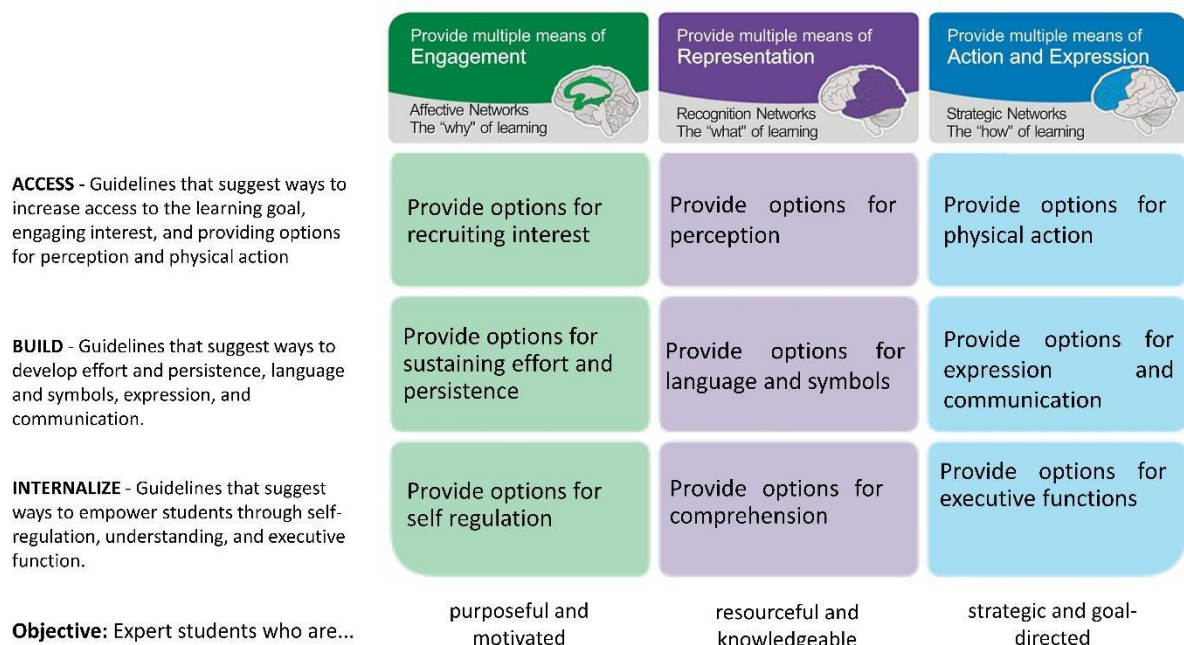 Provide multiple means of
Engagement
Affective Networks
The "why" of learning
Provide multiple means of
Representation
Recognition Networks
The "what" of learning
Provide multiple means of
Action and Expression
Strategic Networks
The "how" of learning
ACCESS - Guidelines that suggest ways to
increase access to the learning goal,
engaging interest, and providing options
for perception and physical action
Provide options for
recruiting interest
Provide options for
perception
Provide options for
physical action
BUILD - Guidelines that suggest ways to
develop effort and persistence, language
and symbols, expression, and
communication.
Provide options for
sustaining effort and
persistence
Provide options for
language and symbols
Provide options for
expression and
communication
INTERNALIZE - Guidelines that suggest
ways to empower students through self-
regulation, understanding, and executive
function.
Provide options for
self regulation
Provide options for
comprehension
Provide options for
executive functions
Objective: Expert students who are...
purposeful and
motivated
resourceful and
knowledgeable
strategic and goal-
directed